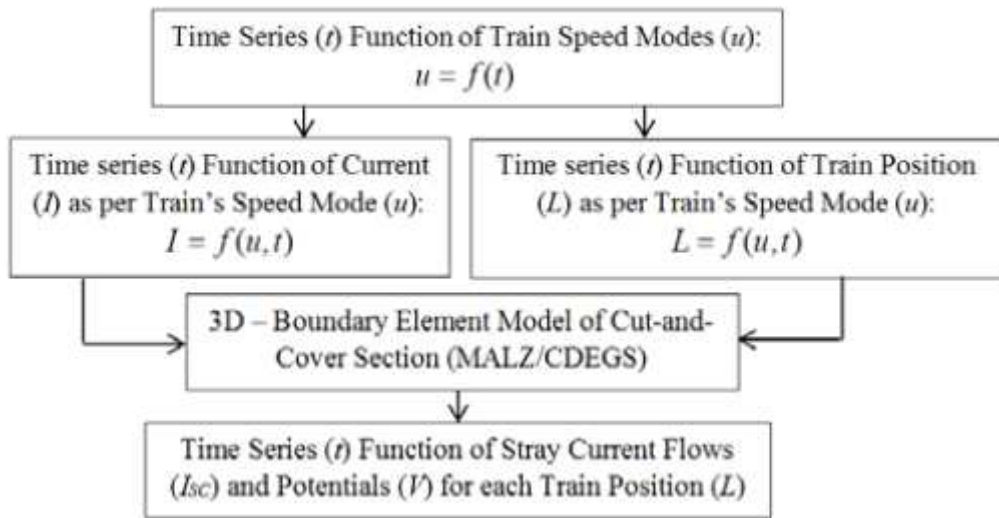 Time Series (t) Function of Train Speed Modes (u):
u = f(t)
Time series (t) Function of Current
(I) as per Train's Speed Mode (u):
I = f(u,t)
Time series (t) Function of Train Position
(L) as per Train's Speed Mode (u):
L = f(u,t)
3D – Boundary Element Model of Cut-and-
Cover Section (MALZ/CDEGS)
Time Series (t) Function of Stray Current Flows
(Isc) and Potentials (V) for each Train Position (L)